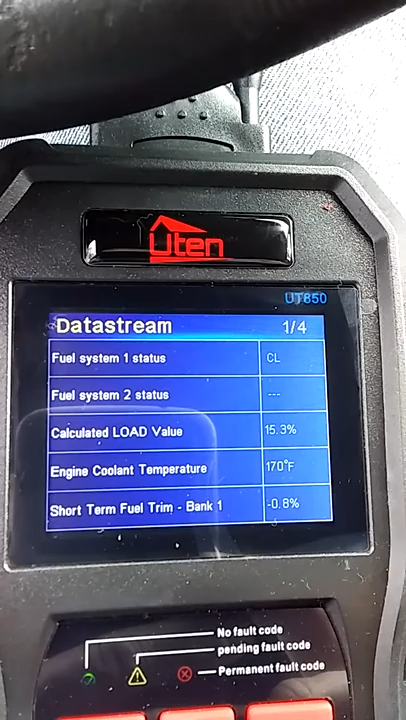 Uten
UT850
Datastream 1/4
Fuel system 1 status CL
Fuel system 2 status ---
Calculated LOAD Value 15.3%
Engine Coolant Temperature 170°F
Short Term Fuel Trim - Bank 1 -0.8%
No fault code
pending fault code
Permanent fault code